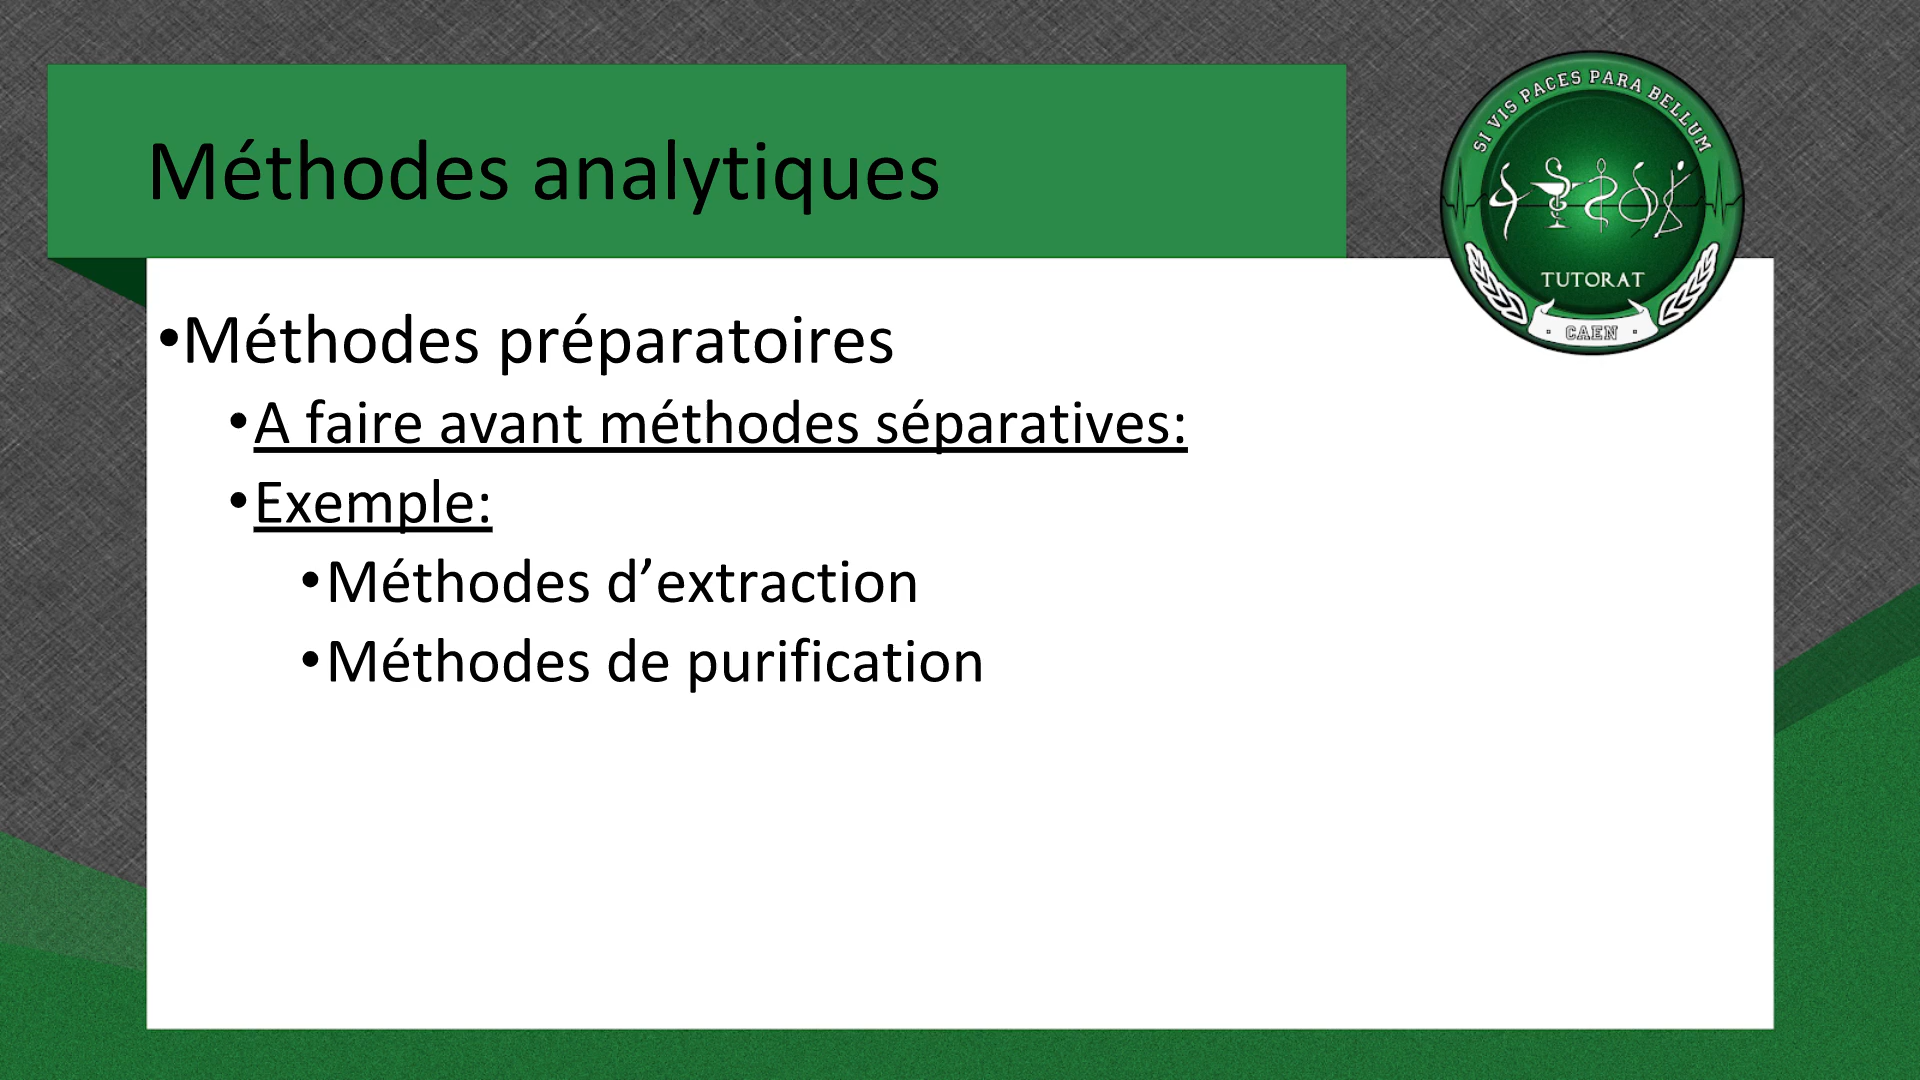 Méthodes analytiques
SI VIS PACES PARA BELLUM
TUTORAT
· CAEN ·
•Méthodes préparatoires
•A faire avant méthodes séparatives:
•Exemple:
•Méthodes d’extraction
•Méthodes de purification